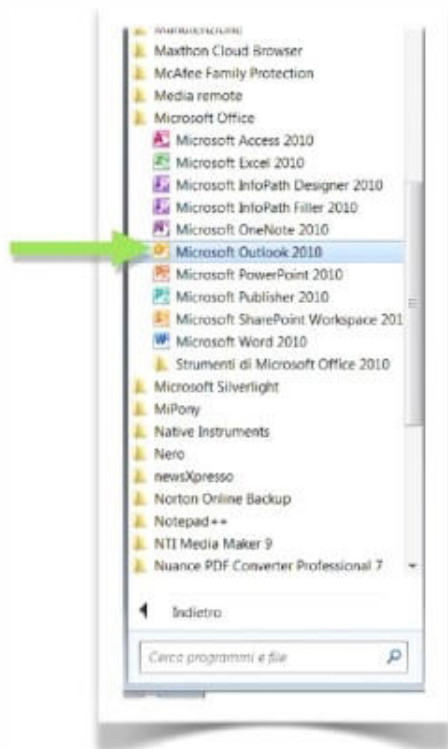 Maxthon Cloud Browser
McAfee Family Protection
Media remote
Microsoft Office
Microsoft Access 2010
Microsoft Excel 2010
Microsoft InfoPath Designer 2010
Microsoft InfoPath Filler 2010
Microsoft OneNote 2010
Microsoft Outlook 2010
Microsoft PowerPoint 2010
Microsoft Publisher 2010
Microsoft SharePoint Workspace 201
Microsoft Word 2010
Strumenti di Microsoft Office 2010
Microsoft Silverlight
MiPony
Native Instruments
Nero
newsXpresso
Norton Online Backup
Notepad++
NTI Media Maker 9
Nuance PDF Converter Professional 7
Indietro
Cerca programmi e file